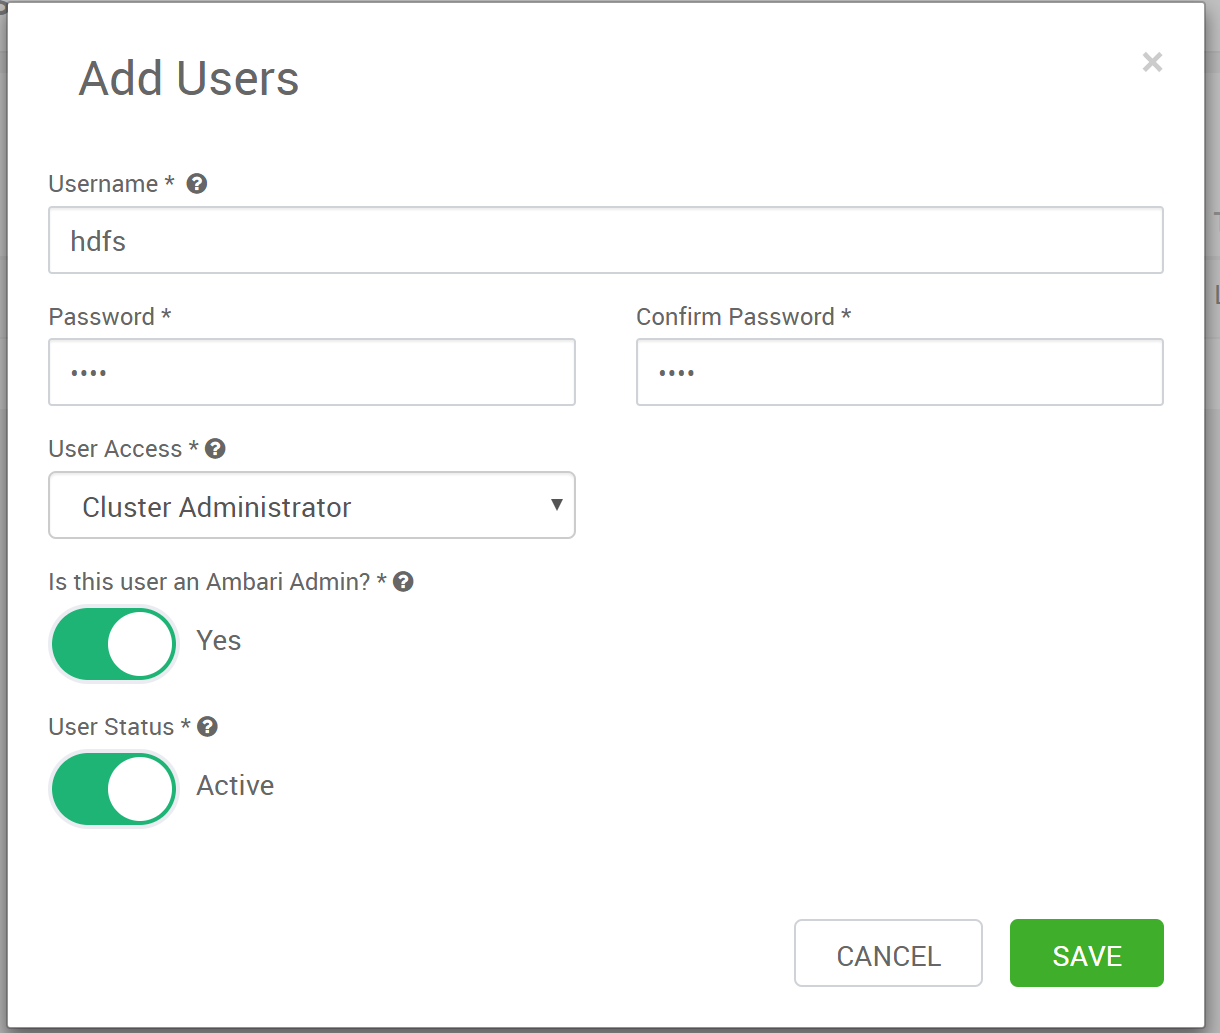 Add Users
×
Username *
hdfs
Password * Confirm Password *
•••• ••••
User Access *
Cluster Administrator
Is this user an Ambari Admin? *
Yes
User Status *
Active
CANCEL SAVE